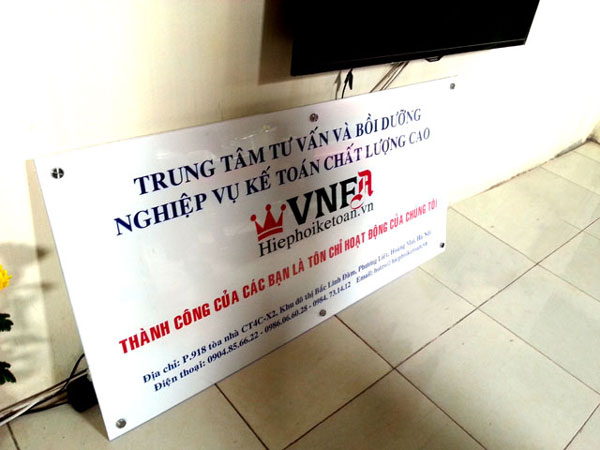 TRUNG TÂM TƯ VẤN VÀ BỒI DƯỠNG
NGHIỆP VỤ KẾ TOÁN CHẤT LƯỢNG CAO
VNFA
Hiephoiketoan.vn
THÀNH CÔNG CỦA CÁC BẠN LÀ TÔN CHỈ HOẠT ĐỘNG CỦA CHÚNG TÔI
Địa chỉ: P.918 tòa nhà CT4C-X2, Khu đô thị Bắc Linh Đàm, Phường Liệt, Hoàng Mai, Hà Nội
Điện thoại: 0904.85.66.22 - 0986.06.60.28 - 0984.73.14.12 Email: